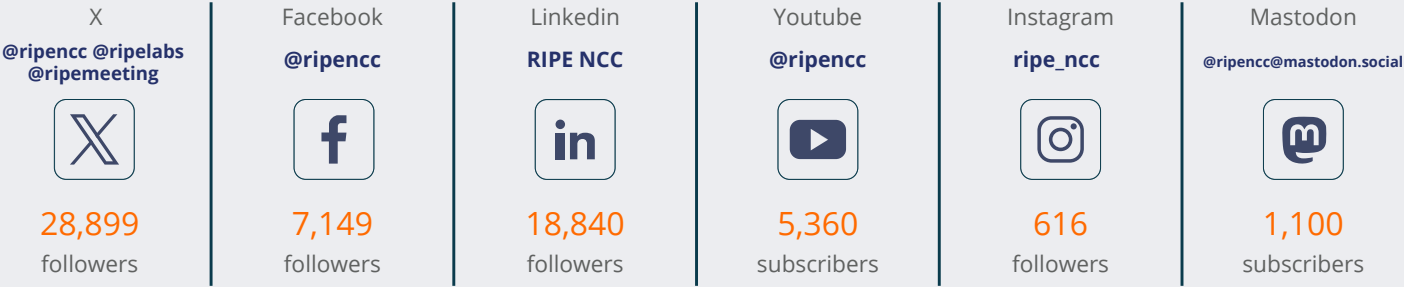 X
@ripencc @ripelabs
@ripemeeting
28,899
followers
Facebook
@ripencc
7,149
followers
Linkedin
RIPE NCC
18,840
followers
Youtube
@ripencc
5,360
subscribers
Instagram
ripe_ncc
616
followers
Mastodon
@ripencc@mastodon.social
1,100
subscribers